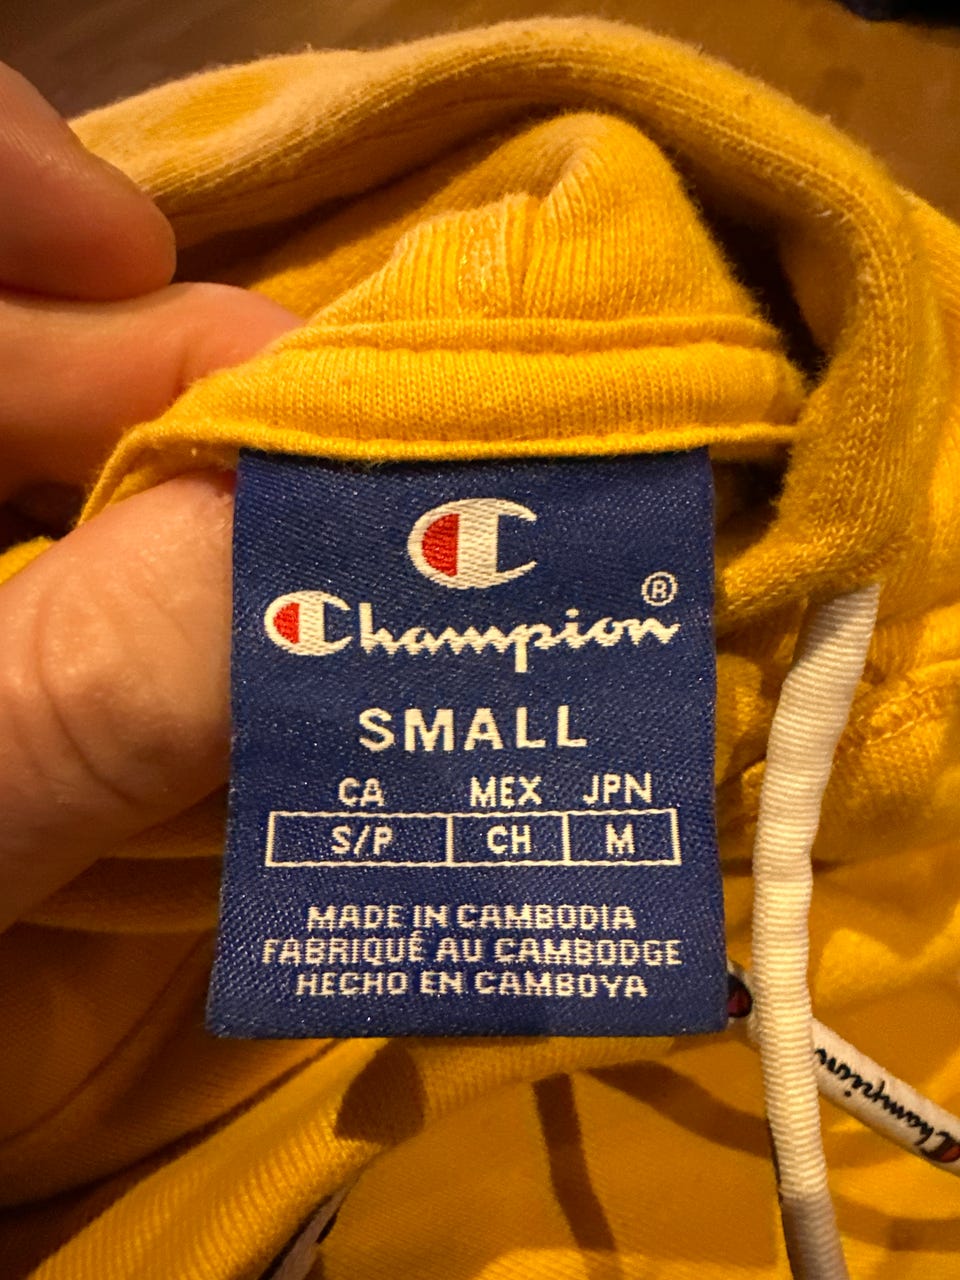 Champion®
SMALL
CA MEX JPN
S/P CH M
MADE IN CAMBODIA
FABRIQUÉ AU CAMBODGE
HECHO EN CAMBOYA
Champion